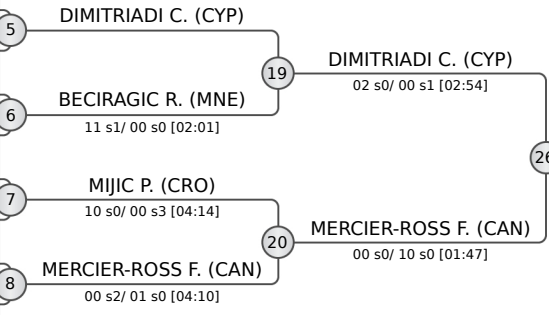 5
DIMITRIADI C. (CYP)
19
DIMITRIADI C. (CYP)
02 s0/ 00 s1 [02:54]
6
BECIRAGIC R. (MNE)
11 s1/ 00 s0 [02:01]
26
7
MIJIC P. (CRO)
10 s0/ 00 s3 [04:14]
20
MERCIER-ROSS F. (CAN)
00 s0/ 10 s0 [01:47]
8
MERCIER-ROSS F. (CAN)
00 s2/ 01 s0 [04:10]